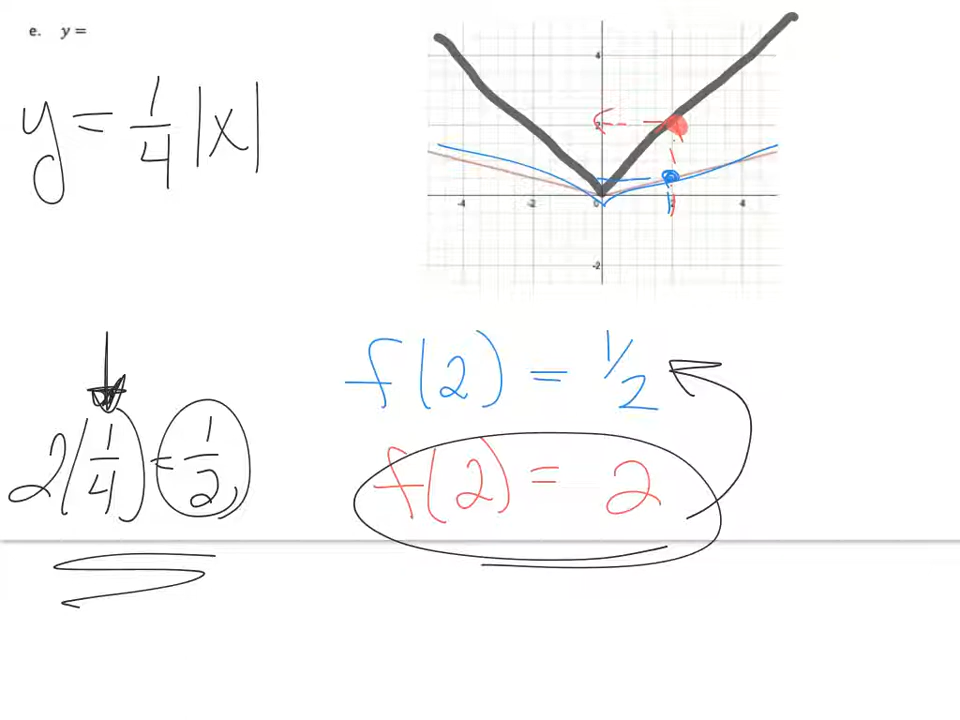 e. y =
y = 1/4 |x|
4
2
-4 -2 0 2 4
-2
f(2) = 1/2
2(1/4) = 1/2
f(2) = 2